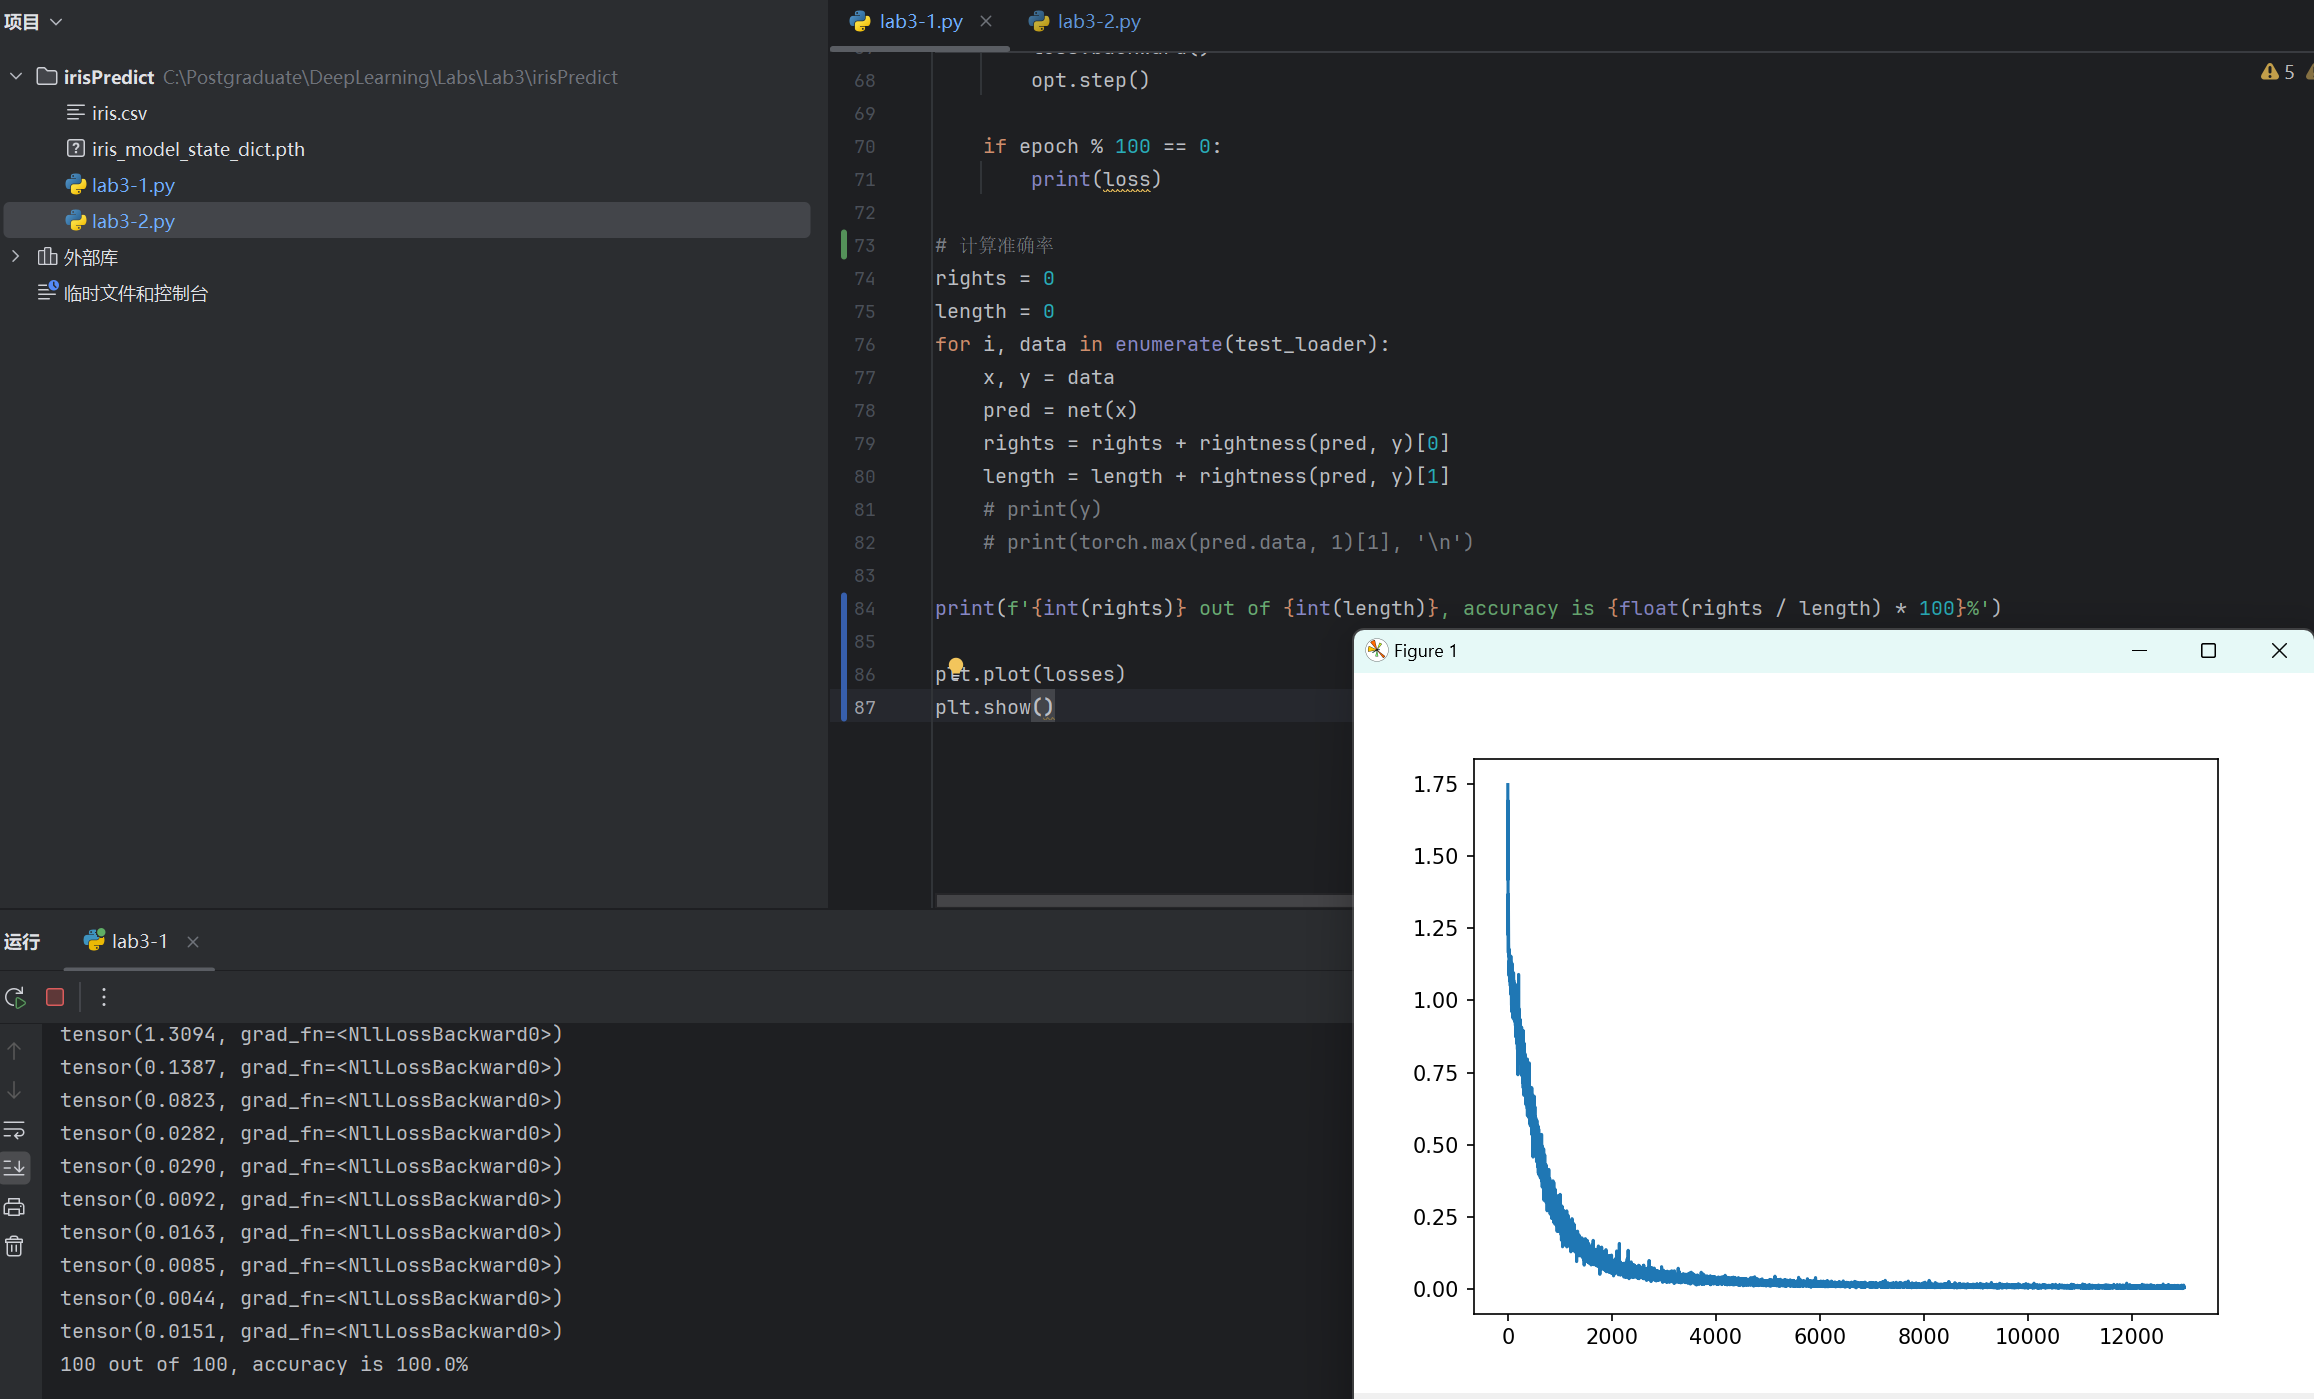 项目
irisPredict C:\Postgraduate\DeepLearning\Labs\Lab3\irisPredict
iris.csv
iris_model_state_dict.pth
lab3-1.py
lab3-2.py
外部库
临时文件和控制台
lab3-1.py
lab3-2.py
5
68 opt.step()
69
70 if epoch % 100 == 0:
71 print(loss)
72
73 # 计算准确率
74 rights = 0
75 length = 0
76 for i, data in enumerate(test_loader):
77 x, y = data
78 pred = net(x)
79 rights = rights + rightness(pred, y)[0]
80 length = length + rightness(pred, y)[1]
81 # print(y)
82 # print(torch.max(pred.data, 1)[1], '\n')
83
84 print(f'{int(rights)} out of {int(length)}, accuracy is {float(rights / length) * 100}%')
85
86 plt.plot(losses)
87 plt.show()
运行
lab3-1
tensor(1.3094, grad_fn=<NllLossBackward0>)
tensor(0.1387, grad_fn=<NllLossBackward0>)
tensor(0.0823, grad_fn=<NllLossBackward0>)
tensor(0.0282, grad_fn=<NllLossBackward0>)
tensor(0.0290, grad_fn=<NllLossBackward0>)
tensor(0.0092, grad_fn=<NllLossBackward0>)
tensor(0.0163, grad_fn=<NllLossBackward0>)
tensor(0.0085, grad_fn=<NllLossBackward0>)
tensor(0.0044, grad_fn=<NllLossBackward0>)
tensor(0.0151, grad_fn=<NllLossBackward0>)
100 out of 100, accuracy is 100.0%
Figure 1
1.75
1.50
1.25
1.00
0.75
0.50
0.25
0.00
0 2000 4000 6000 8000 10000 12000